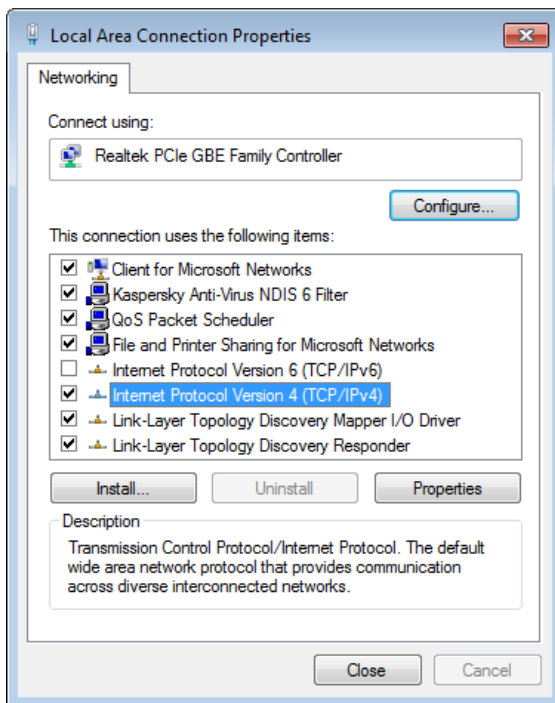 Local Area Connection Properties
Networking
Connect using:
Realtek PCIe GBE Family Controller
Configure...
This connection uses the following items:
Client for Microsoft Networks
Kaspersky Anti-Virus NDIS 6 Filter
QoS Packet Scheduler
File and Printer Sharing for Microsoft Networks
Internet Protocol Version 6 (TCP/IPv6)
Internet Protocol Version 4 (TCP/IPv4)
Link-Layer Topology Discovery Mapper I/O Driver
Link-Layer Topology Discovery Responder
Install... Uninstall Properties
Description
Transmission Control Protocol/Internet Protocol. The default
wide area network protocol that provides communication
across diverse interconnected networks.
Close Cancel